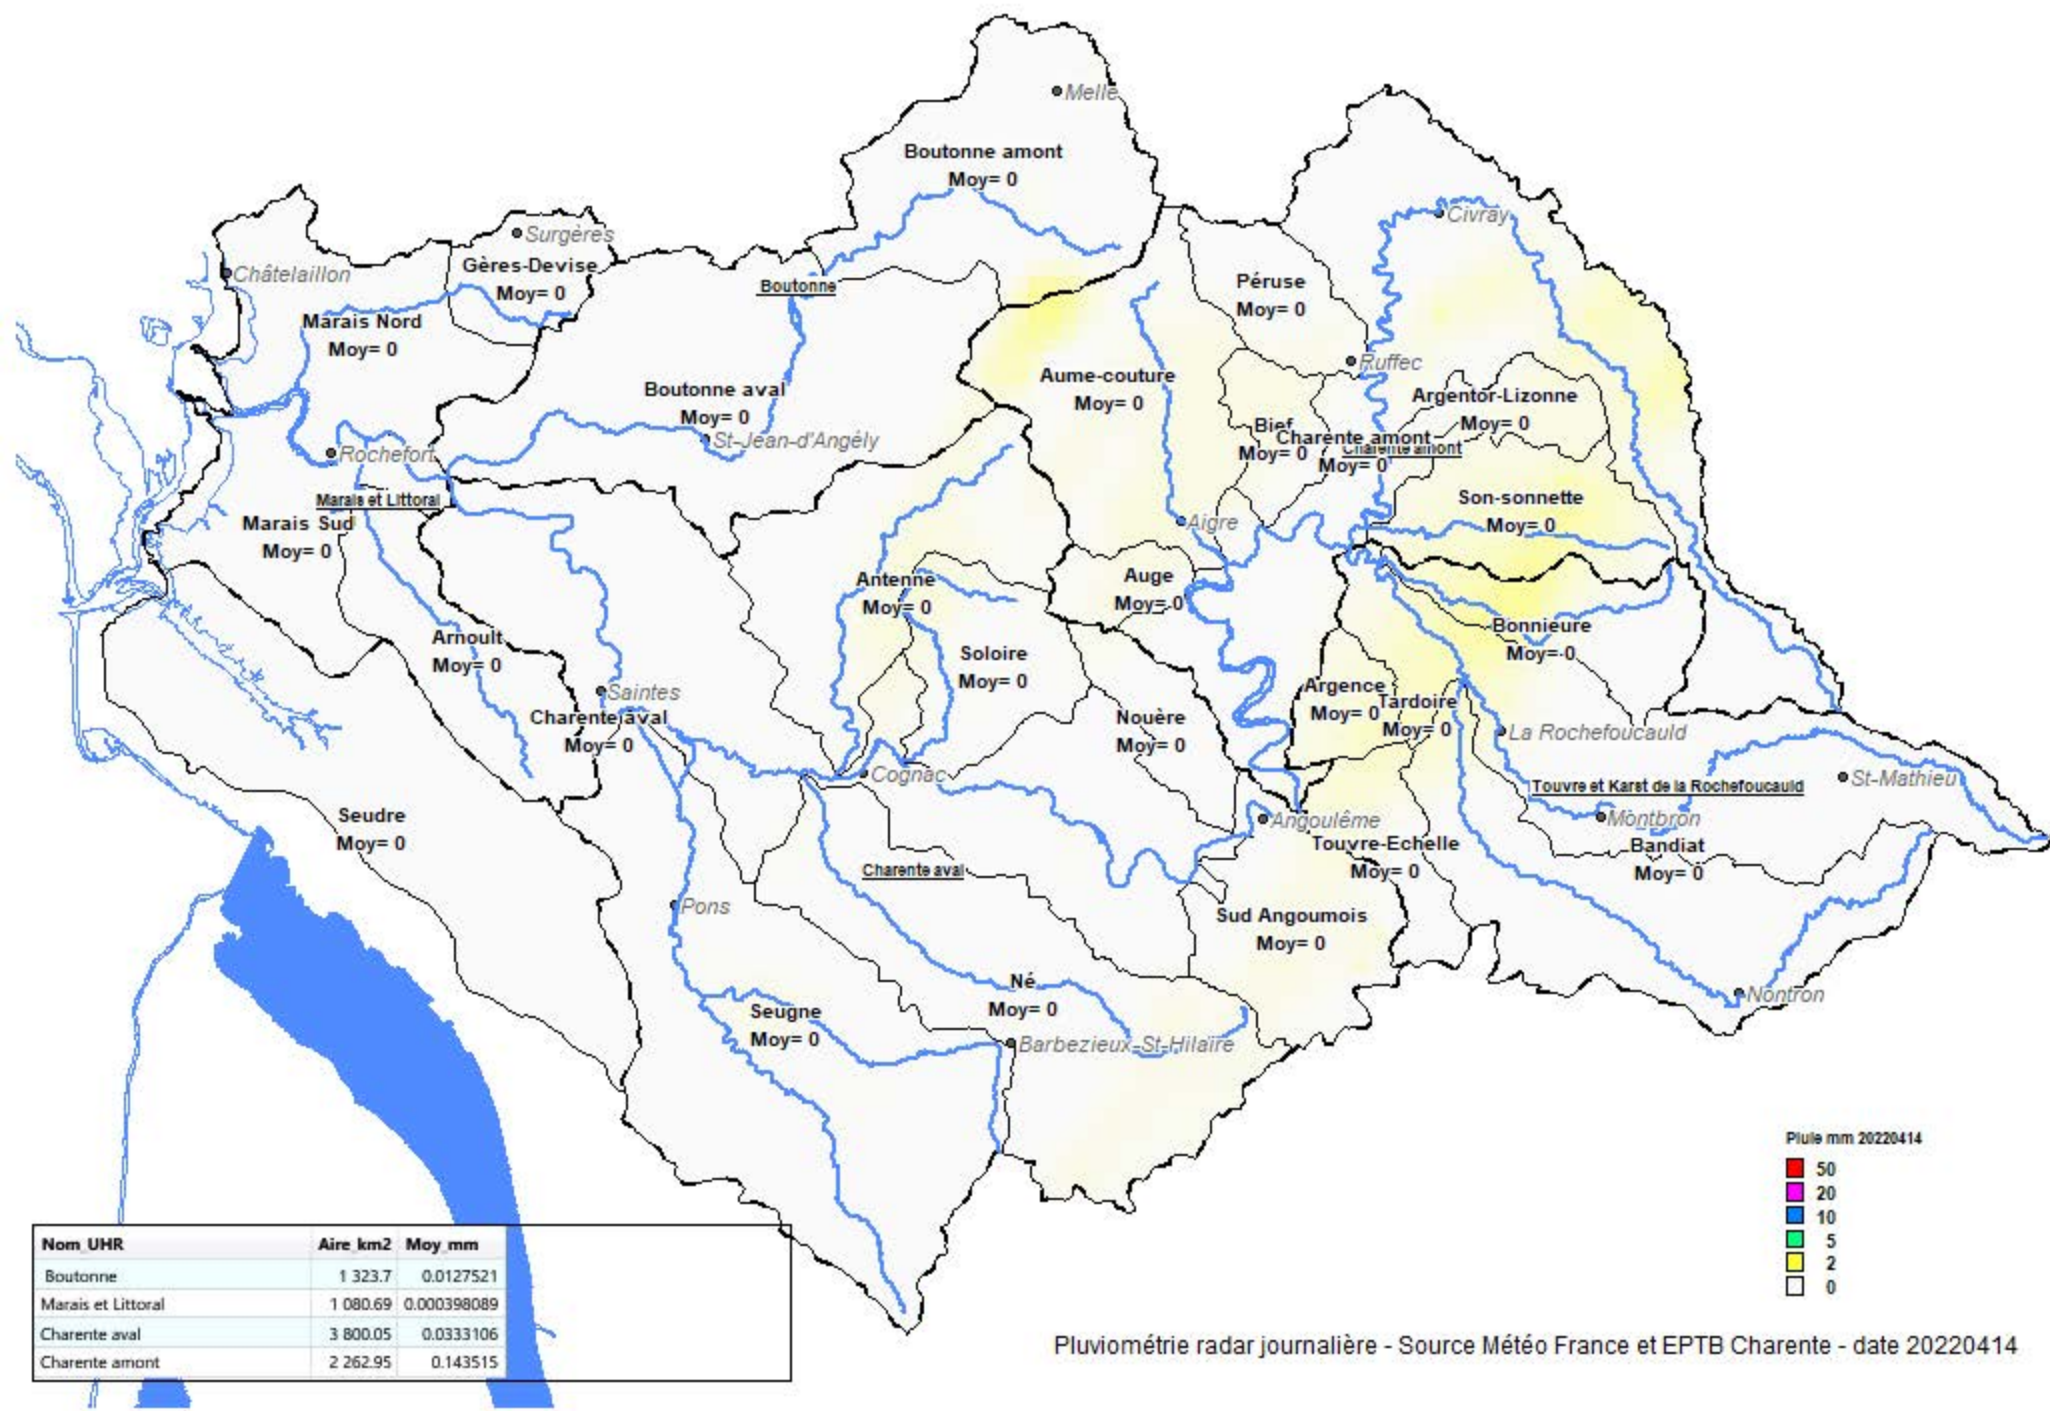 Melle
Boutonne amont
Moy= 0
Civray
Surgères
Châtelaillon
Gères-Devise
Moy= 0
Boutonne
Péruse
Moy= 0
Marais Nord
Moy= 0
Ruffec
Aume-couture
Moy= 0
Boutonne aval
Moy= 0
Argentor-Lizonne
Moy= 0
Bief
Moy= 0
Charente amont
Moy= 0
Charente amont
St-Jean-d'Angély
Rochefort
Marais et Littoral
Marais Sud
Moy= 0
Son-sonnette
Moy= 0
Aigre
Antenne
Moy= 0
Auge
Moy= 0
Bonnieure
Moy= 0
Arnoult
Moy= 0
Soloire
Moy= 0
Saintes
Argence
Moy= 0
Tardoire
Moy= 0
Charente aval
Moy= 0
Nouère
Moy= 0
La Rochefoucauld
Cognac
Touvre et Karst de la Rochefoucauld
St-Mathieu
Seudre
Moy= 0
Angoulême
Montbron
Touvre-Echelle
Moy= 0
Bandiat
Moy= 0
Charente aval
Pons
Sud Angoumois
Moy= 0
Né
Moy= 0
Nontron
Seugne
Moy= 0
Barbezieux-St-Hilaire
Pluie mm 20220414
50
20
10
5
2
0
Nom_UHR Aire_km2 Moy_mm
Boutonne 1 323.7 0.0127521
Marais et Littoral 1 080.69 0.000398089
Charente aval 3 800.05 0.0333106
Charente amont 2 262.95 0.143515
Pluviométrie radar journalière - Source Météo France et EPTB Charente - date 20220414